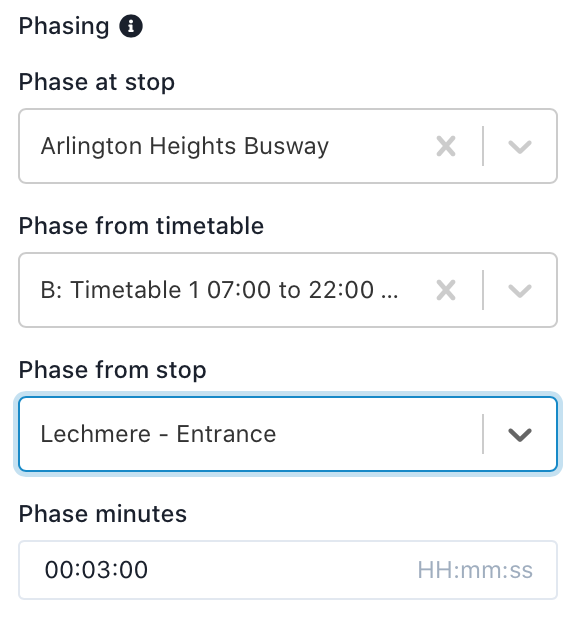 Phasing
Phase at stop
Arlington Heights Busway
Phase from timetable
B: Timetable 1 07:00 to 22:00 ...
Phase from stop
Lechmere - Entrance
Phase minutes
00:03:00 HH:mm:ss